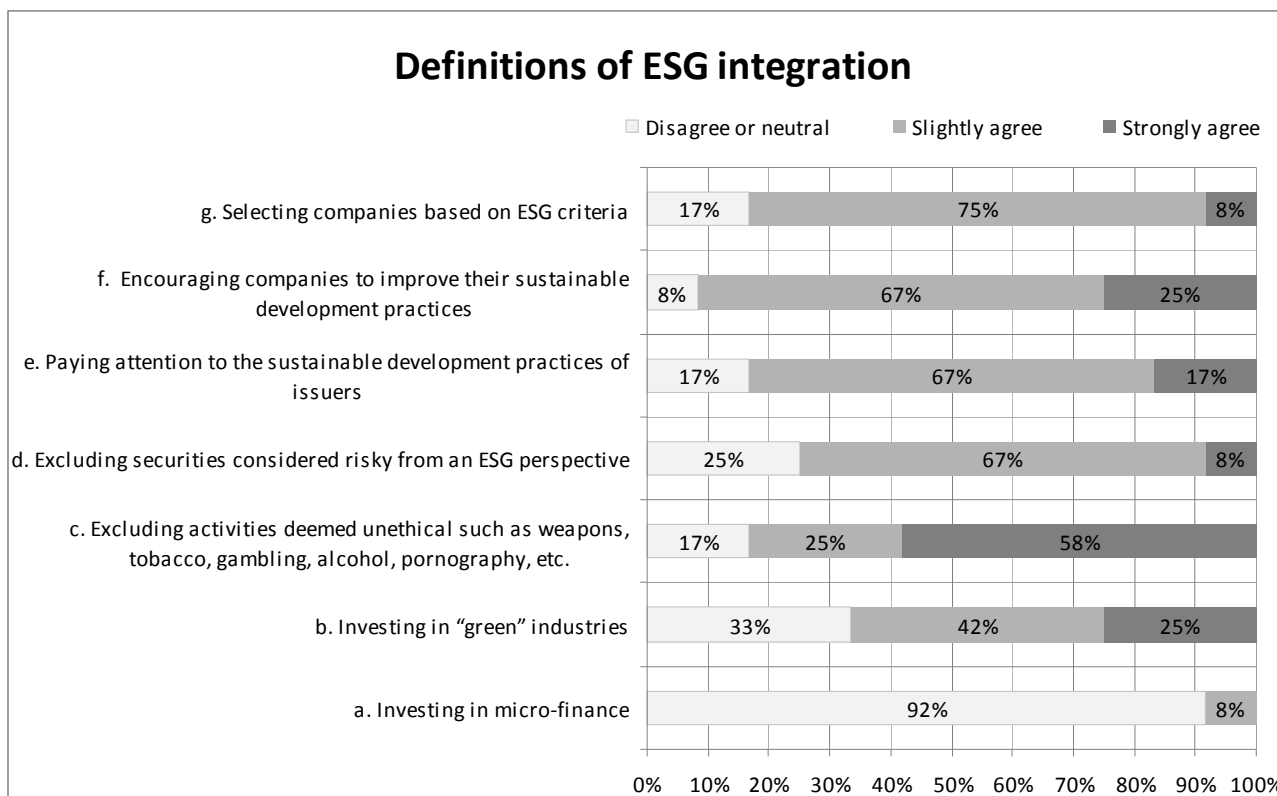 Definitions of ESG integration
Disagree or neutral Slightly agree Strongly agree
g. Selecting companies based on ESG criteria 17% 75% 8%
f. Encouraging companies to improve their sustainable
development practices
8% 67% 25%
e. Paying attention to the sustainable development practices of
issuers
17% 67% 17%
d. Excluding securities considered risky from an ESG perspective 25% 67% 8%
c. Excluding activities deemed unethical such as weapons,
tobacco, gambling, alcohol, pornography, etc.
17% 25% 58%
b. Investing in “green” industries 33% 42% 25%
a. Investing in micro-finance 92% 8%
0% 10% 20% 30% 40% 50% 60% 70% 80% 90% 100%